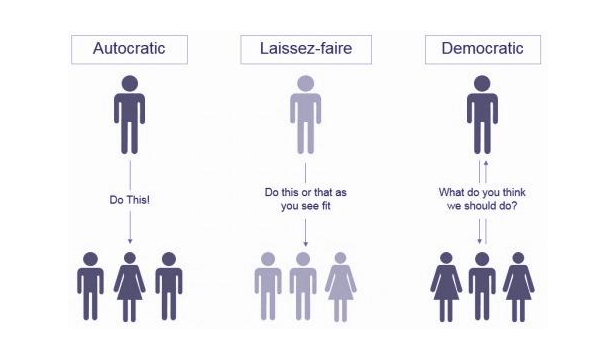 Autocratic
Laissez-faire
Democratic
Do This!
Do this or that as
you see fit
What do you think
we should do?